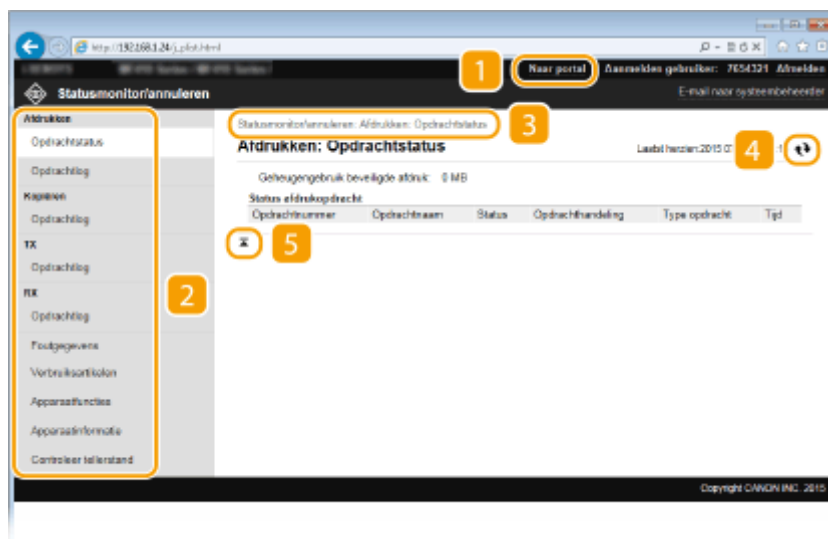 http://192.168.1.24/j_plist.html
1
Naar portal
Aanmelden gebruiker: 7654321 Afmelden
Statusmonitor/annuleren
E-mail naar systeembeheerder
Afdrukken
Opdrachtstatus
Opdrachtlog
Kopiëren
Opdrachtlog
TX
Opdrachtlog
RX
Opdrachtlog
Foutgegevens
Verbruiksartikelen
Apparaatfuncties
Apparaatinformatie
Controleer tellerstand
2
Statusmonitor/annuleren: Afdrukken: Opdrachtstatus
3
Afdrukken: Opdrachtstatus
Laatst herzien:2015
4
Geheugengebruik beveiligde afdruk: 0 MB
Status afdrukopdracht
Opdrachtnummer Opdrachtnaam Status Opdrachthandeling Type opdracht Tijd
5
Copyright CANON INC. 2015